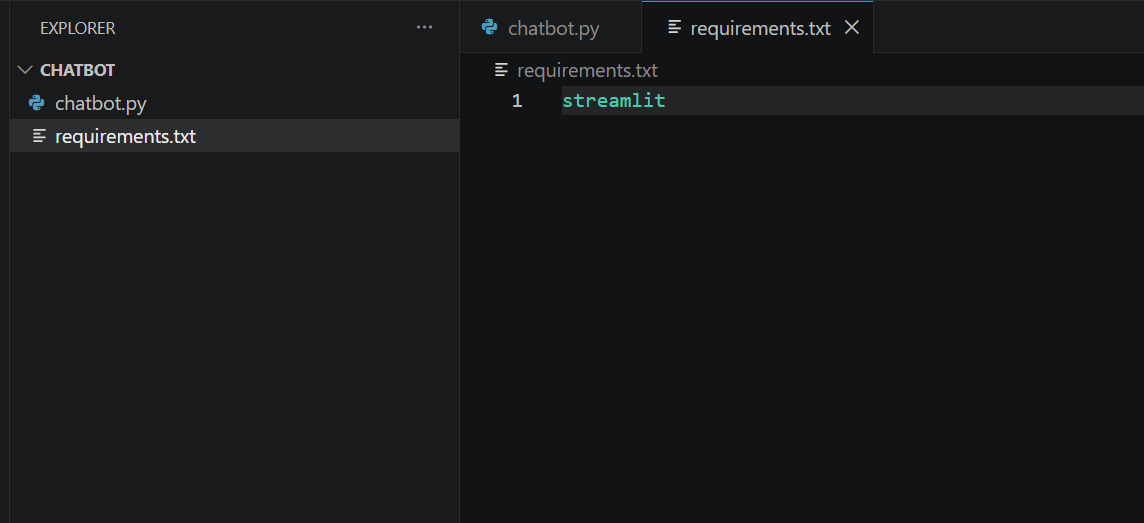 EXPLORER ...
CHATBOT
chatbot.py
requirements.txt
chatbot.py requirements.txt
requirements.txt
1 streamlit